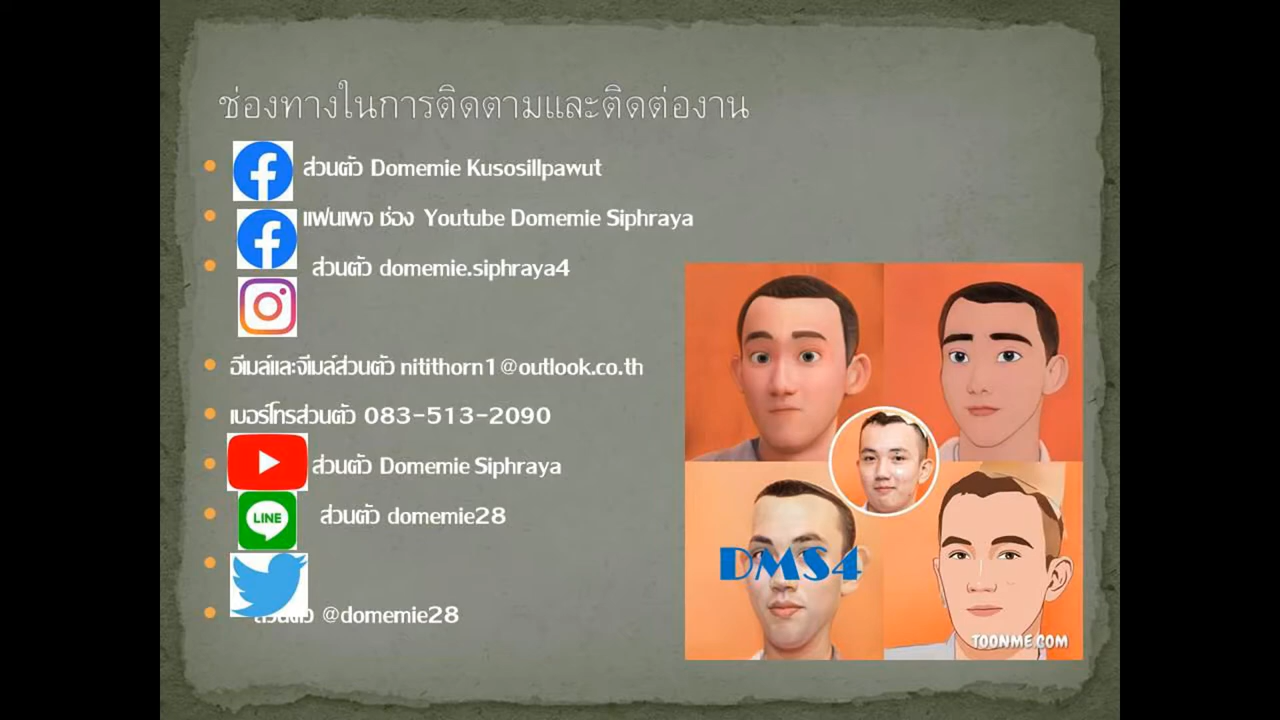 ช่องทางในการติดตามและติดต่องาน
ส่วนตัว Domemie Kusosillpawut
แฟนเพจ ช่อง Youtube Domemie Siphraya
ส่วนตัว domemie.siphraya4
อีเมล์และจีเมล์ส่วนตัว nitithorn1@outlook.co.th
เบอร์โทรส่วนตัว 083-513-2090
ส่วนตัว Domemie Siphraya
LINE
ส่วนตัว domemie28
ส่วนตัว @domemie28
DMS4
TOONME.COM